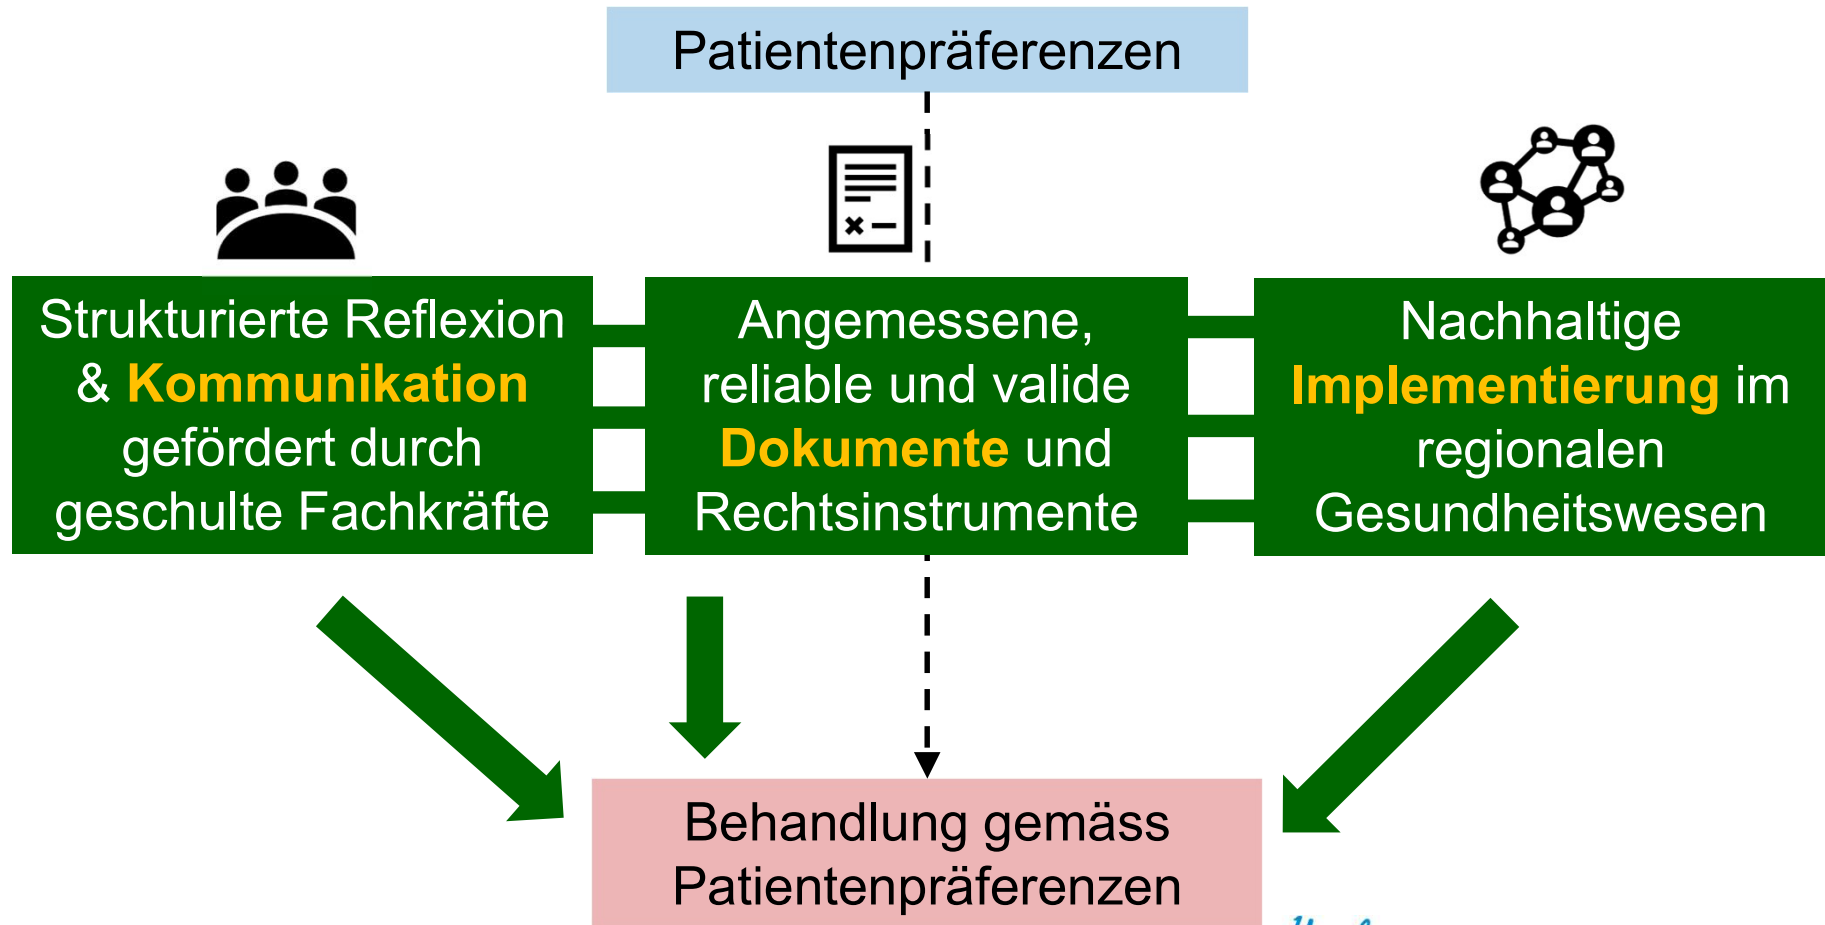 Patientenpräferenzen
Strukturierte Reflexion
& Kommunikation
gefördert durch
geschulte Fachkräfte
Angemessene,
reliable und valide
Dokumente und
Rechtsinstrumente
Nachhaltige
Implementierung im
regionalen
Gesundheitswesen
Behandlung gemäss
Patientenpräferenzen